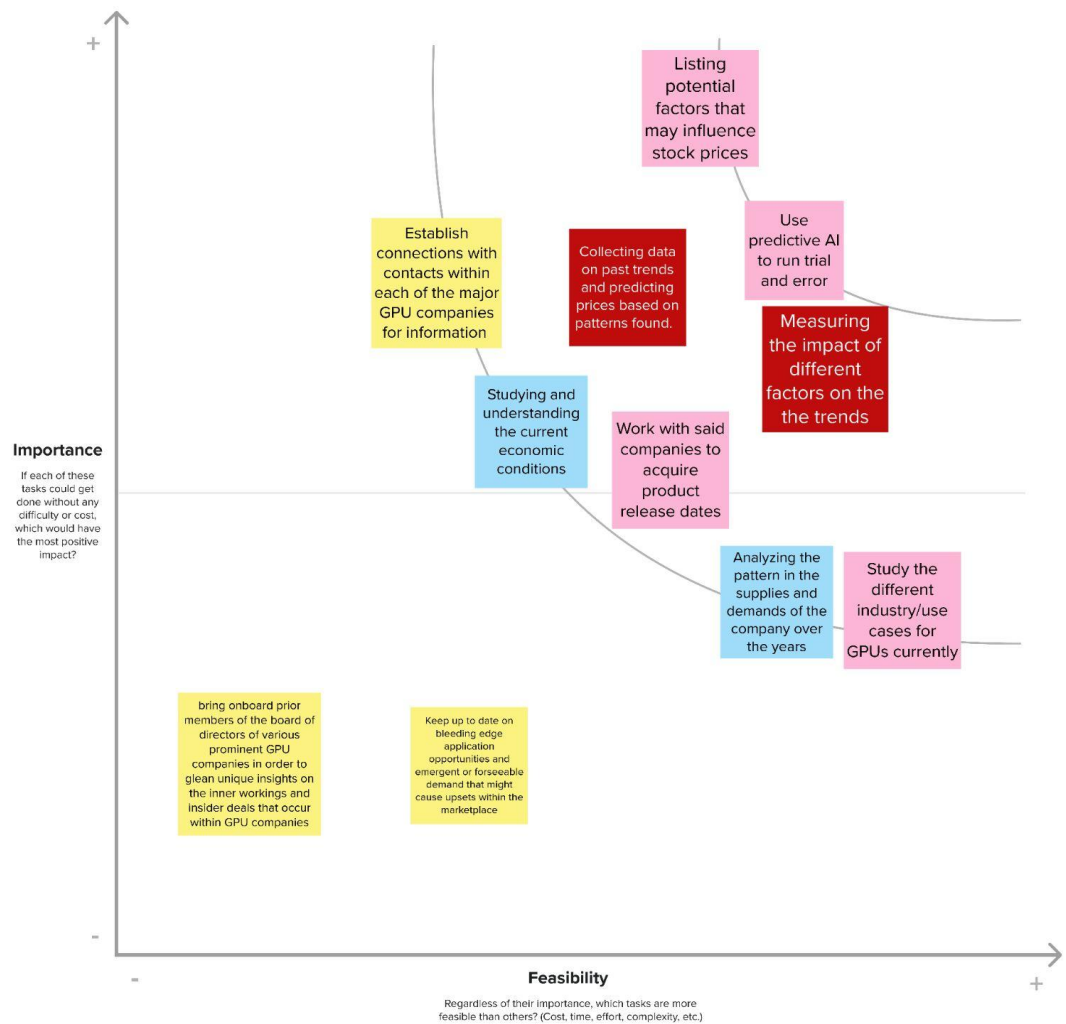 +
Listing
potential
factors that
may influence
stock prices
Use
predictive AI
to run trial
and error
Establish
connections with
contacts within
each of the major
GPU companies
for information
Collecting data
on past trends
and predicting
prices based on
patterns found.
Measuring
the impact of
different
factors on the
the trends
Studying and
understanding
the current
economic
conditions
Work with said
companies to
acquire
product
release dates
Importance
If each of these
tasks could get
done without any
difficulty or cost,
which would have
the most positive
impact?
Analyzing the
pattern in the
supplies and
demands of the
company over
the years
Study the
different
industry/use
cases for
GPUs currently
bring onboard prior
members of the board of
directors of various
prominent GPU
companies in order to
glean unique insights on
the inner workings and
insider deals that occur
within GPU companies
Keep up to date on
bleeding edge
application
opportunities and
emergent or forseeable
demand that might
cause upsets within the
marketplace
-
-
Feasibility
+
Regardless of their importance, which tasks are more
feasible than others? (Cost, time, effort, complexity, etc.)